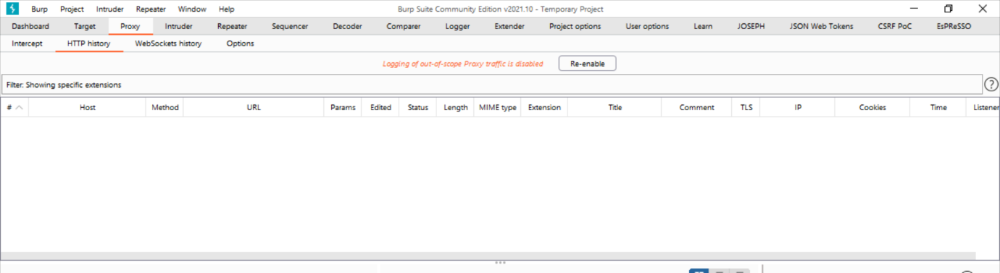 Burp Project Intruder Repeater Window Help Burp Suite Community Edition v2021.10 - Temporary Project
Dashboard Target Proxy Intruder Repeater Sequencer Decoder Comparer Logger Extender Project options User options Learn JOSEPH JSON Web Tokens CSRF PoC EsPReSSO
Intercept HTTP history WebSockets history Options
Logging of out-of-scope Proxy traffic is disabled Re-enable
Filter: Showing specific extensions ?
# Host Method URL Params Edited Status Length MIME type Extension Title Comment TLS IP Cookies Time Listener